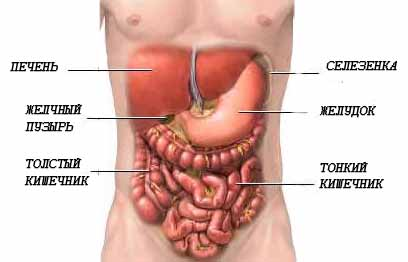 ПЕЧЕНЬ
СЕЛЕЗЕНКА
ЖЕЛЧНЫЙ
ПУЗЫРЬ
ЖЕЛУДОК
ТОЛСТЫЙ
КИШЕЧНИК
ТОНКИЙ
КИШЕЧНИК